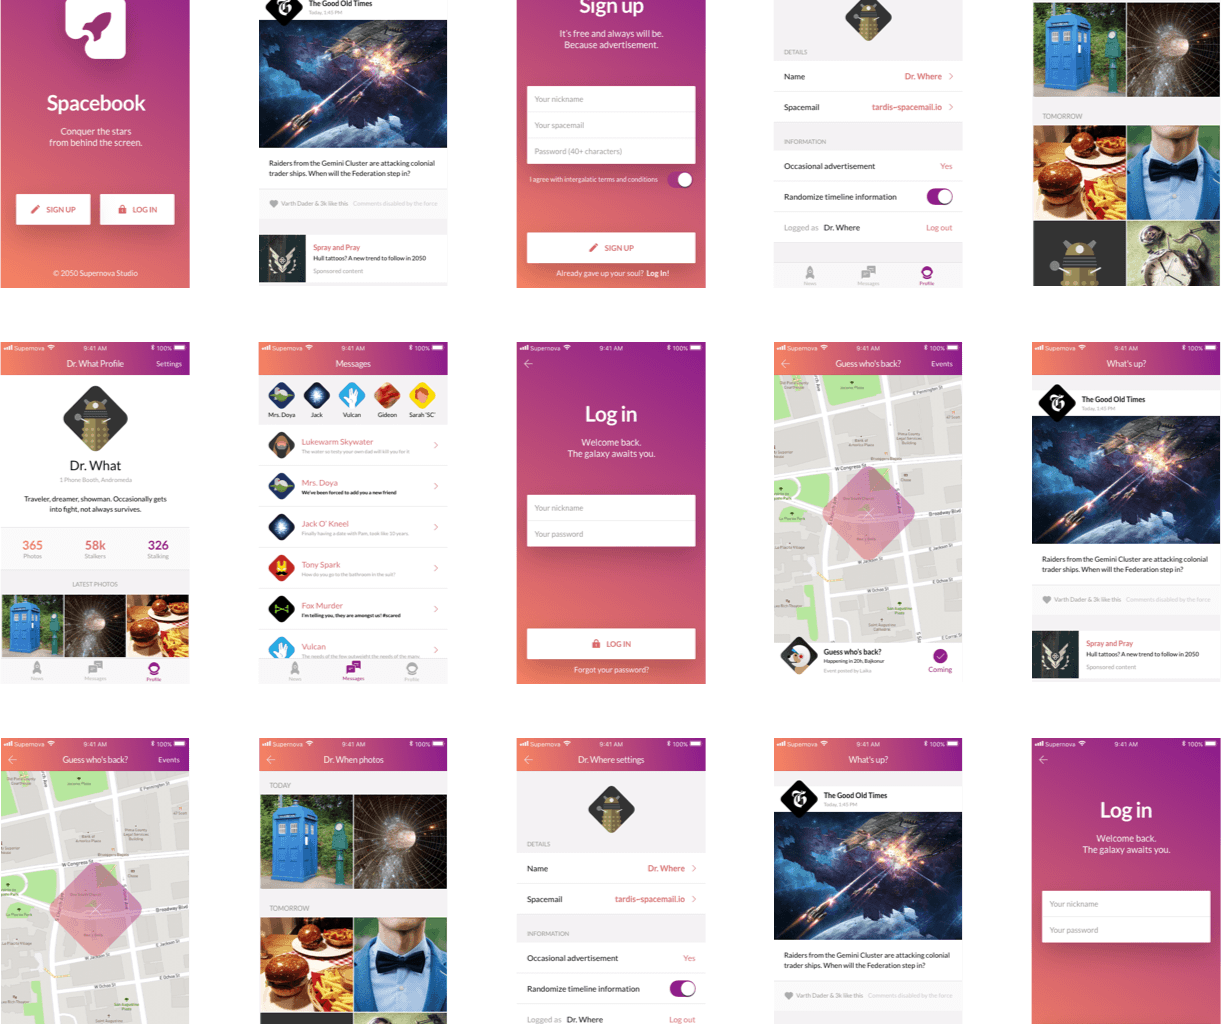 Spacebook
Conquer the stars
from behind the screen.
SIGN UP
LOG IN
© 2050 Supernova Studio
The Good Old Times
Today, 1:45 PM
Raiders from the Gemini Cluster are attacking colonial
trader ships. When will the Federation step in?
Varth Dader & 3k like this
Comments disabled by the force
Spray and Pray
Hull tattoos? A new trend to follow in 2050
Sponsored content
Sign up
It's free and always will be.
Because advertisement.
Your nickname
Your spacemail
Password (40+ characters)
I agree with intergalatic terms and conditions
SIGN UP
Already gave up your soul? Log In!
DETAILS
Name Dr. Where
Spacemail tardis@spacemail.io
INFORMATION
Occasional advertisement Yes
Randomize timeline information
Logged as Dr. Where Log out
News Messages Profile
TOMORROW
Supernova 9:41 AM 100%
Dr. What Profile Settings
Dr. What
1 Phone Booth, Andromeda
Traveler, dreamer, showman. Occasionally gets
into fight, not always survives.
365 58k 326
Photos Stalkers Stalking
LATEST PHOTOS
News Messages Profile
Supernova 9:41 AM 100%
Messages
Mrs. Doya Jack Vulcan Gideon Sarah 'SC'
Lukewarm Skywater
The water so tasty your own dad will kill you for it
Mrs. Doya
We've been forced to add you a new friend
Jack O' Kneel
Finally having a date with Pam, took like 10 years.
Tony Spark
How do you go to the bathroom in the suit?
Fox Murder
I'm telling you, they are amongst us! #scared
Vulcan
The needs of the few outweight the needs of the many
News Messages Profile
Supernova 9:41 AM 100%
Log in
Welcome back.
The galaxy awaits you.
Your nickname
Your password
LOG IN
Forgot your password?
Supernova 9:41 AM 100%
Guess who's back? Events
W Congress St
Broadway Blvd
E Jackson St
W Jackson St
Guess who's back?
Happening in 20h, Bajkonur
Event posted by Laika
Coming
Supernova 9:41 AM 100%
What's up?
The Good Old Times
Today, 1:45 PM
Raiders from the Gemini Cluster are attacking colonial
trader ships. When will the Federation step in?
Varth Dader & 3k like this
Comments disabled by the force
Spray and Pray
Hull tattoos? A new trend to follow in 2050
Sponsored content
Supernova 9:41 AM 100%
Guess who's back? Events
W Congress St
Broadway Blvd
E Jackson St
W Jackson St
Supernova 9:41 AM 100%
Dr. When photos
TODAY
TOMORROW
Supernova 9:41 AM 100%
Dr. Where settings
DETAILS
Name Dr. Where
Spacemail tardis@spacemail.io
INFORMATION
Occasional advertisement Yes
Randomize timeline information
Logged as Dr. Where Log out
Supernova 9:41 AM 100%
What's up?
The Good Old Times
Today, 1:45 PM
Raiders from the Gemini Cluster are attacking colonial
trader ships. When will the Federation step in?
Varth Dader & 3k like this
Comments disabled by the force
Supernova 9:41 AM 100%
Log in
Welcome back.
The galaxy awaits you.
Your nickname
Your password